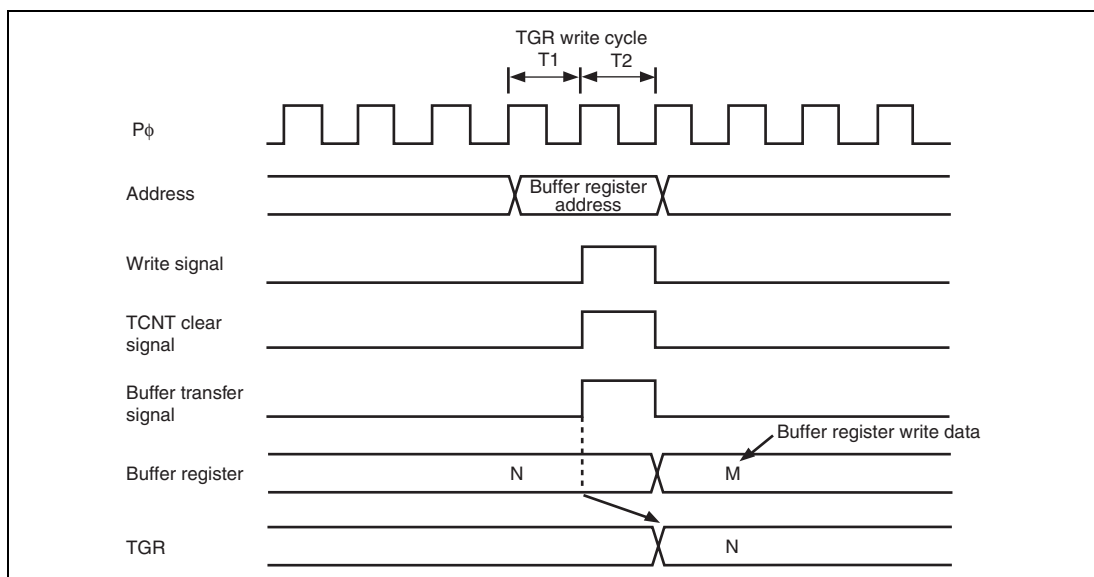 TGR write cycle
T1 T2
Pϕ
Address
Buffer register
address
Write signal
TCNT clear
signal
Buffer transfer
signal
Buffer register write data
Buffer register
N
M
TGR
N